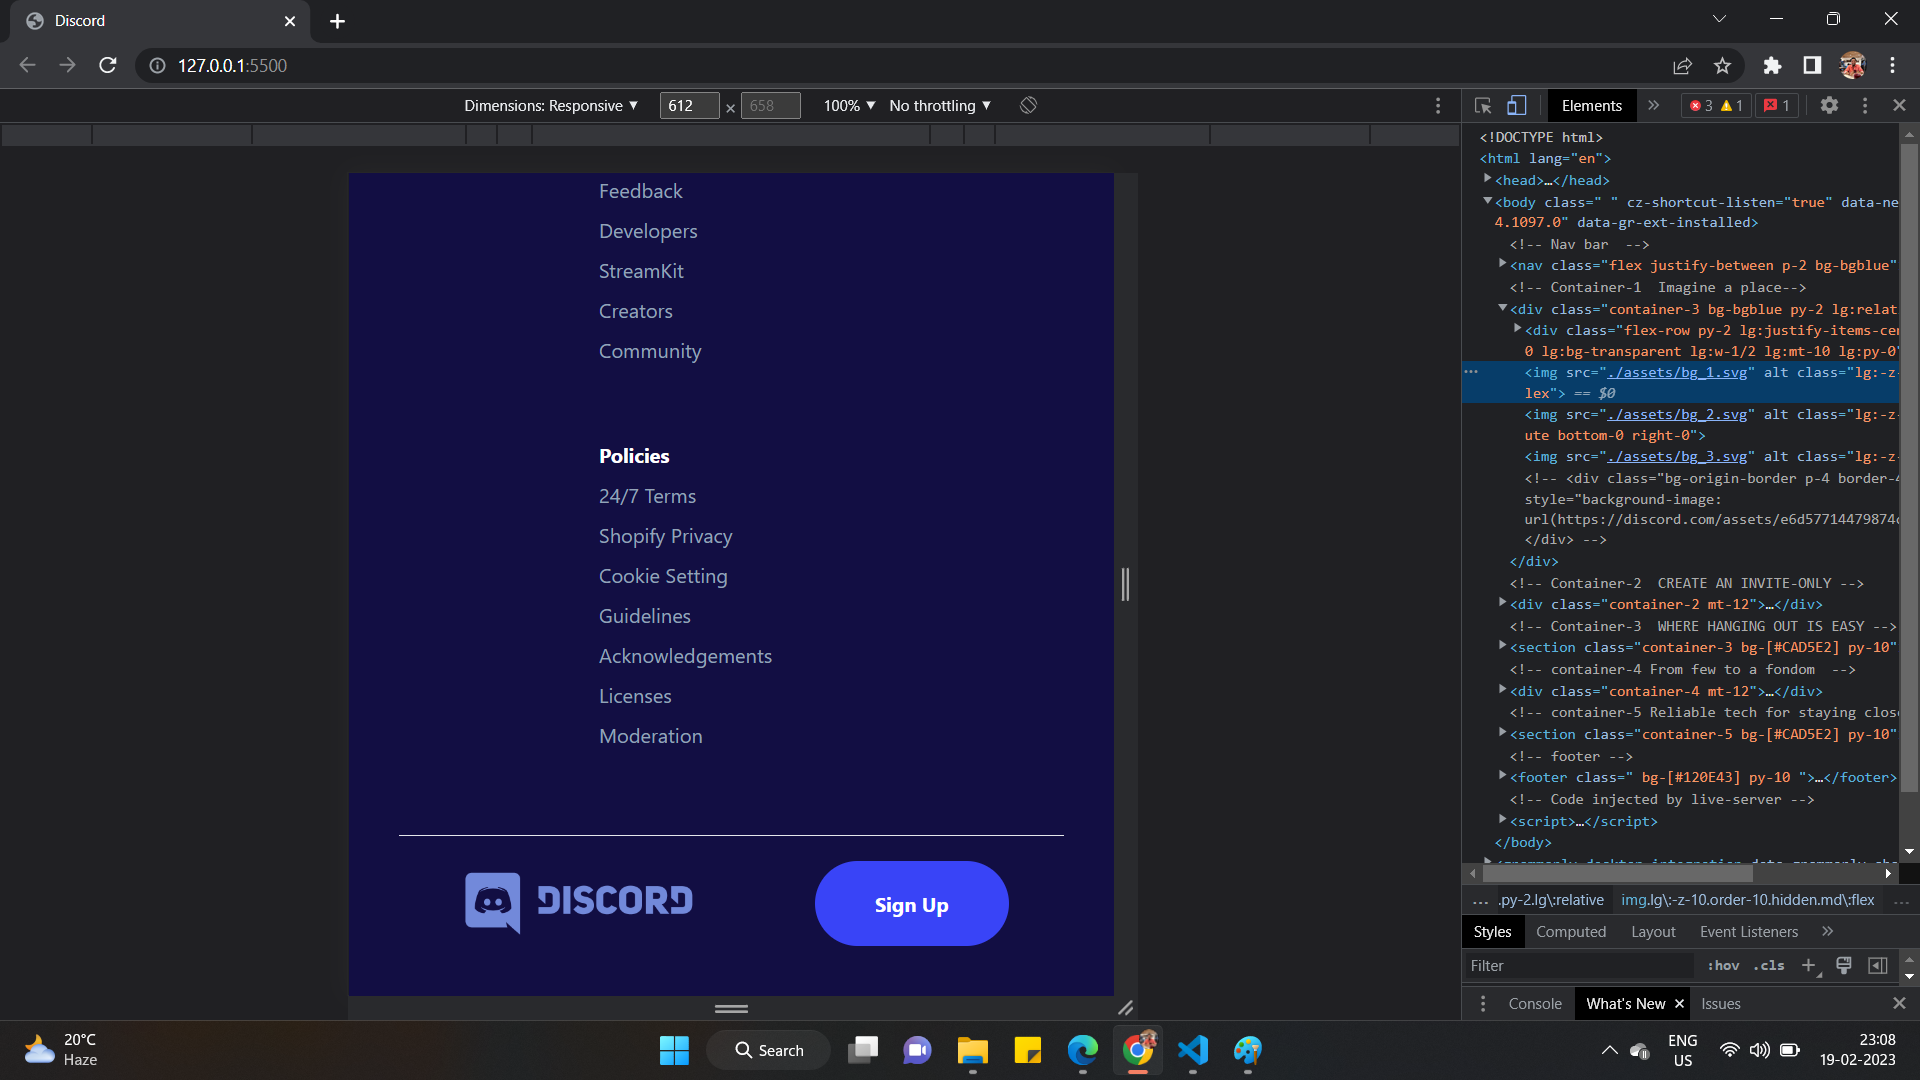 Discord
127.0.0.1:5500
Dimensions: Responsive ▼ 612 × 658 100% ▼ No throttling ▼
Elements » 3 1 1
Feedback
Developers
StreamKit
Creators
Community
Policies
24/7 Terms
Shopify Privacy
Cookie Setting
Guidelines
Acknowledgements
Licenses
Moderation
DISCORD
Sign Up
<!DOCTYPE html>
<html lang="en">
<head>…</head>
<body class=" " cz-shortcut-listen="true" data-ne
4.1097.0" data-gr-ext-installed>
<!-- Nav bar  -->
<nav class="flex justify-between p-2 bg-bgblue"
<!-- Container-1  Imagine a place-->
<div class="container-3 bg-bgblue py-2 lg:relat
<div class="flex-row py-2 lg:justify-items-cen
0 lg:bg-transparent lg:w-1/2 lg:mt-10 lg:py-0"
… <img src="./assets/bg_1.svg" alt class="lg:-z-
lex"> == $0
<img src="./assets/bg_2.svg" alt class="lg:-z-
ute bottom-0 right-0">
<img src="./assets/bg_3.svg" alt class="lg:-z-
<!-- <div class="bg-origin-border p-4 border-4
style="background-image:
url(https://discord.com/assets/e6d57714479874c
</div> -->
</div>
<!-- Container-2  CREATE AN INVITE-ONLY -->
<div class="container-2 mt-12">…</div>
<!-- Container-3  WHERE HANGING OUT IS EASY -->
<section class="container-3 bg-[#CAD5E2] py-10"
<!-- container-4 From few to a fondom  -->
<div class="container-4 mt-12">…</div>
<!-- container-5 Reliable tech for staying close
<section class="container-5 bg-[#CAD5E2] py-10"
<!-- footer -->
<footer class=" bg-[#120E43] py-10 ">…</footer>
<!-- Code injected by live-server -->
<script>…</script>
</body>
… .py-2.lg\:relative img.lg\:-z-10.order-10.hidden.md\:flex …
Styles Computed Layout Event Listeners »
Filter :hov .cls +
Console What's New × Issues
20°C
Haze
Search
ENG
US
23:08
19-02-2023